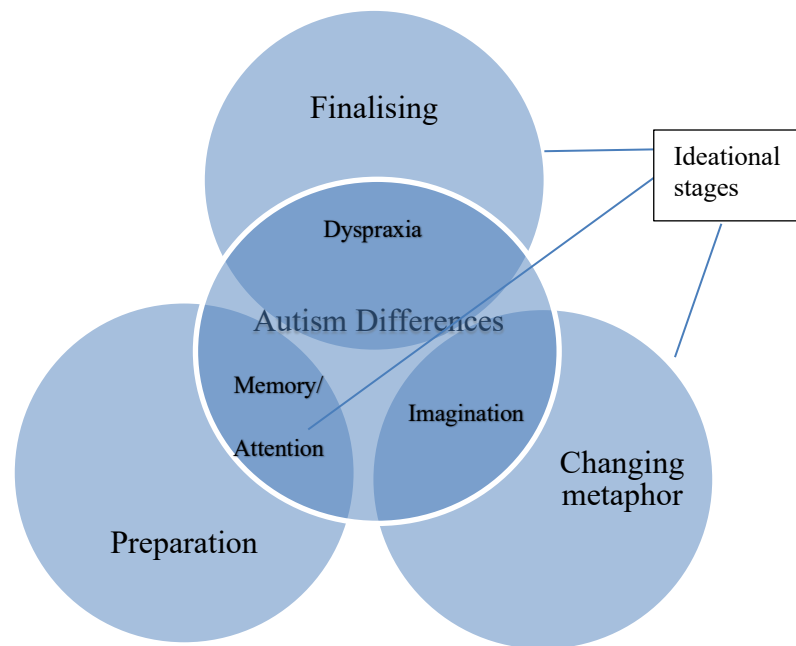 Finalising
Ideational
stages
Dyspraxia
Autism Differences
Memory/
Attention
Imagination
Changing
metaphor
Preparation